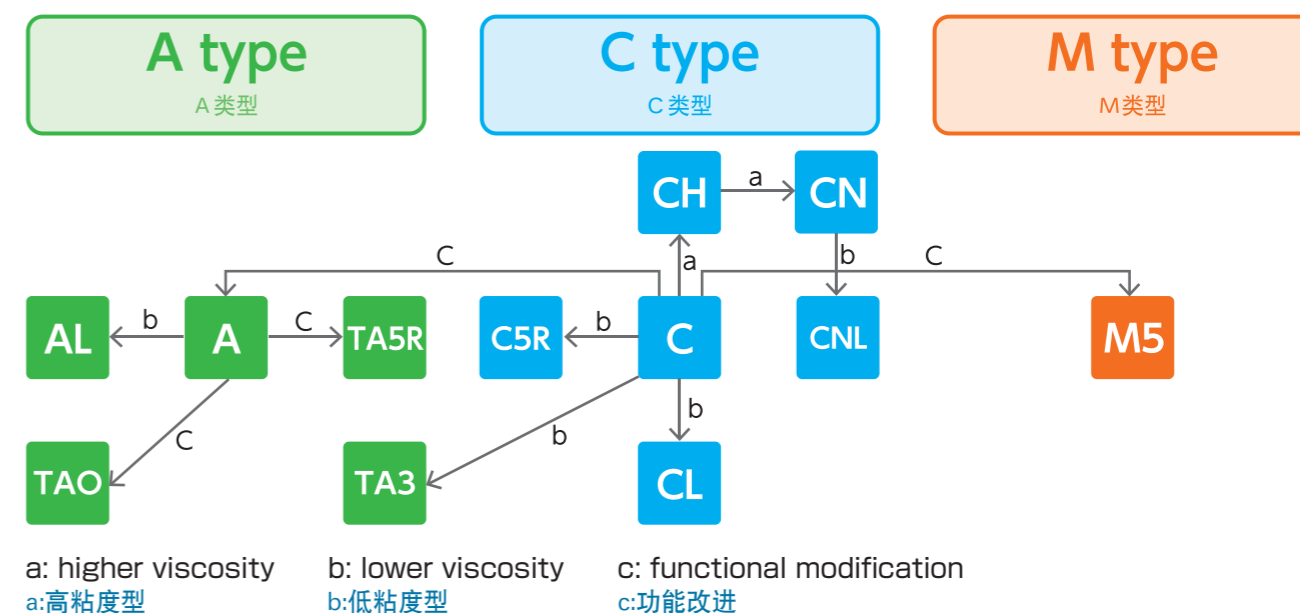 A type
A类型
C type
C类型
M type
M类型
CH
a
CN
C
a
b
C
AL
b
A
C
TA5R
C5R
b
C
CNL
M5
C
b
b
TAO
TA3
CL
a: higher viscosity
b: lower viscosity
c: functional modification
a:高粘度型
b:低粘度型
c:功能改进